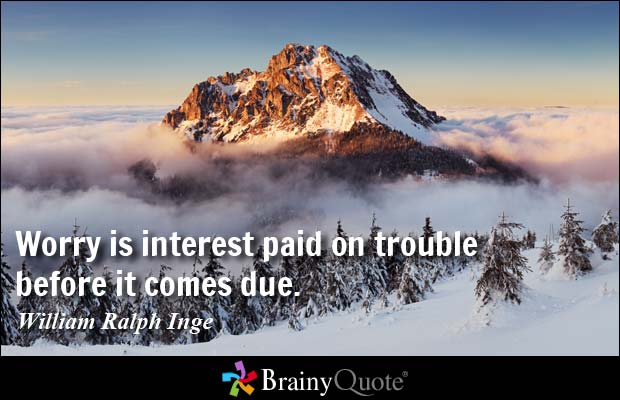 Worry is interest paid on trouble
before it comes due.
William Ralph Inge
BrainyQuote®